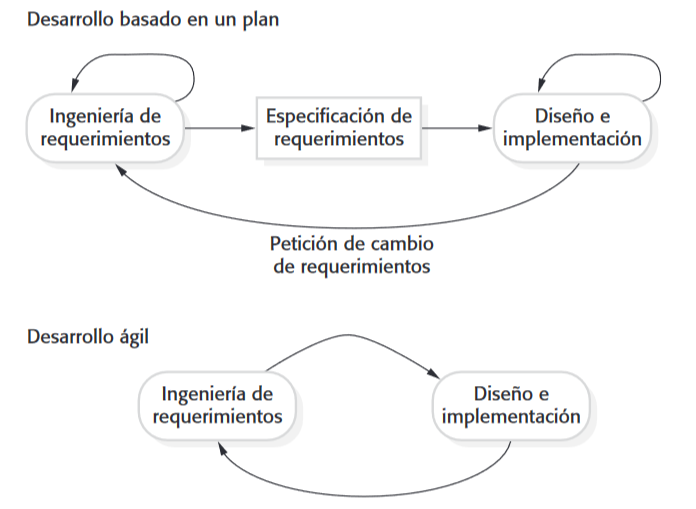 Desarrollo basado en un plan
Ingeniería de
requerimientos
Especificación de
requerimientos
Diseño e
implementación
Petición de cambio
de requerimientos
Desarrollo ágil
Ingeniería de
requerimientos
Diseño e
implementación